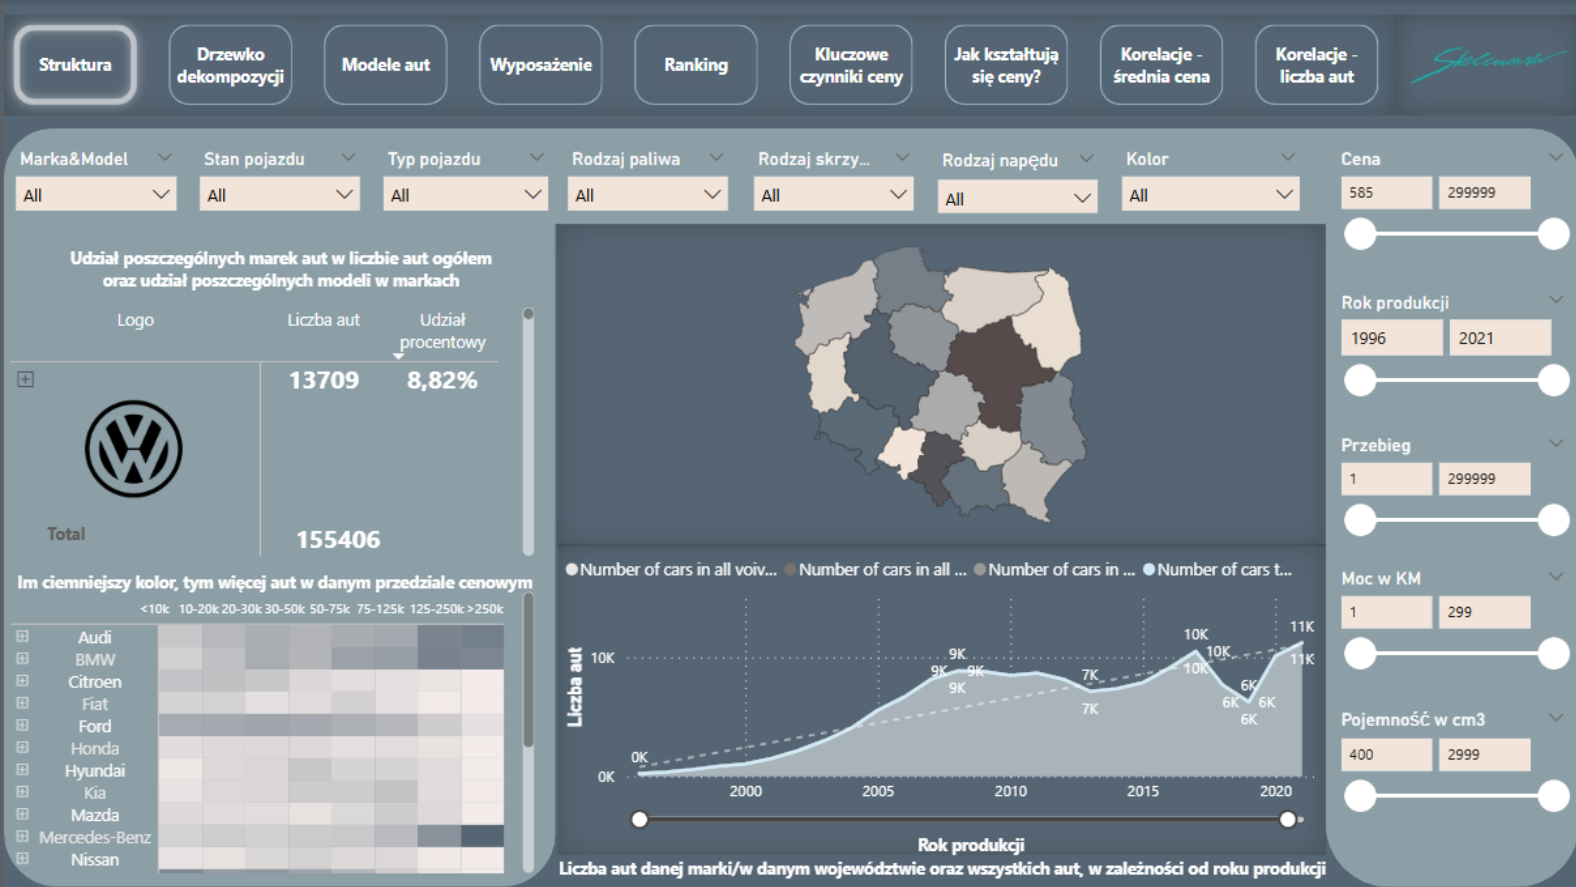 Struktura
Drzewko
dekompozycji
Modele aut
Wyposażenie
Ranking
Kluczowe
czynniki ceny
Jak kształtują
się ceny?
Korelacje -
średnia cena
Korelacje -
liczba aut
Marka&Model
All
Stan pojazdu
All
Typ pojazdu
All
Rodzaj paliwa
All
Rodzaj skrzy...
All
Rodzaj napędu
All
Kolor
All
Cena
585 299999
Rok produkcji
1996 2021
Przebieg
1 299999
Moc w KM
1 299
Pojemność w cm3
400 2999
Udział poszczególnych marek aut w liczbie aut ogółem
oraz udział poszczególnych modeli w markach
Logo Liczba aut Udział
procentowy
13709 8,82%
Total 155406
Im ciemniejszy kolor, tym więcej aut w danym przedziale cenowym
<10k 10-20k 20-30k 30-50k 50-75k 75-125k 125-250k >250k
Audi
BMW
Citroen
Fiat
Ford
Honda
Hyundai
Kia
Mazda
Mercedes-Benz
Nissan
Number of cars in all voiv... Number of cars in all ... Number of cars in ... Number of cars t...
Liczba aut
10K
0K
0K
9K
9K
9K
9K
7K
7K
10K
10K
10K
6K
6K
6K
6K
11K
11K
2000 2005 2010 2015 2020
Rok produkcji
Liczba aut danej marki/w danym województwie oraz wszystkich aut, w zależności od roku produkcji